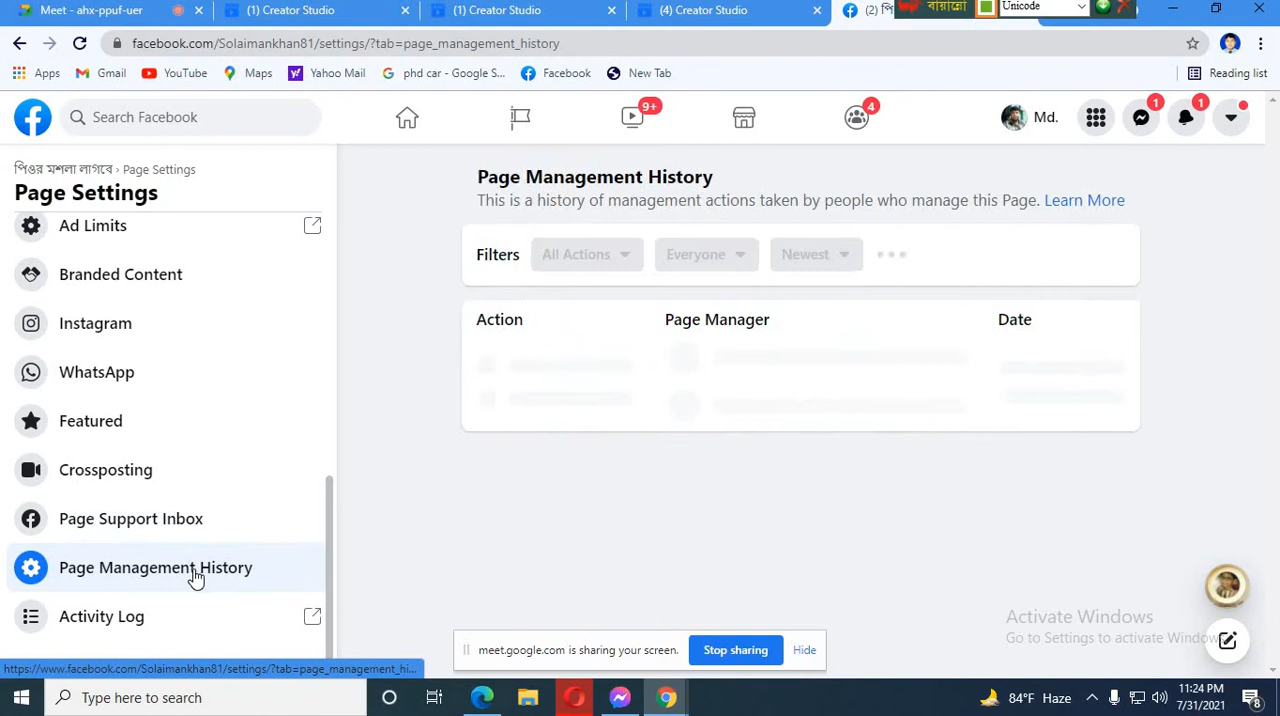 Meet - ahx-ppuf-uer
(1) Creator Studio
(1) Creator Studio
(4) Creator Studio
(2) পি
বায়ান্নো
Unicode
facebook.com/Solaimankhan81/settings/?tab=page_management_history
Apps
Gmail
YouTube
Maps
Yahoo Mail
phd car - Google S...
Facebook
New Tab
Reading list
Search Facebook
9+
4
Md.
1
1
পিওর মশলা লাগবে › Page Settings
Page Settings
Ad Limits
Branded Content
Instagram
WhatsApp
Featured
Crossposting
Page Support Inbox
Page Management History
Activity Log
Page Management History
This is a history of management actions taken by people who manage this Page. Learn More
Filters
All Actions
Everyone
Newest
Action
Page Manager
Date
Activate Windows
Go to Settings to activate Windows
meet.google.com is sharing your screen.
Stop sharing
Hide
https://www.facebook.com/Solaimankhan81/settings/?tab=page_management_hi...
Type here to search
84°F Haze
11:24 PM
7/31/2021
8